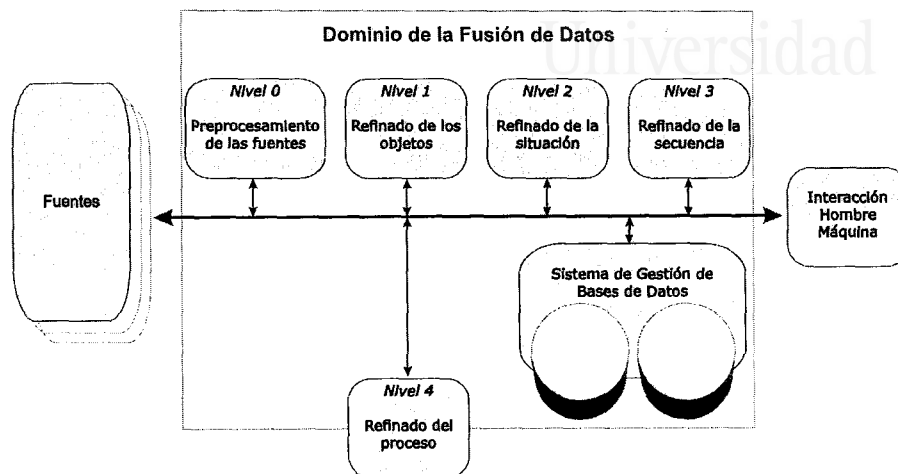 Universidad
Dominio de la Fusión de Datos
Nivel 0
Preprocesamiento
de las fuentes
Nivel 1
Refinado de los
objetos
Nivel 2
Refinado de la
situación
Nivel 3
Refinado de la
secuencia
Fuentes
Interacción
Hombre
Máquina
Sistema de Gestión de
Bases de Datos
Nivel 4
Refinado del
proceso